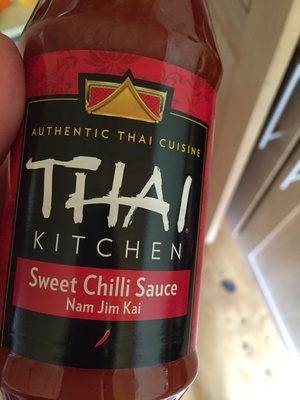 AUTHENTIC THAI CUISINE
THAI
KITCHEN
Sweet Chilli Sauce
Nam Jim Kai